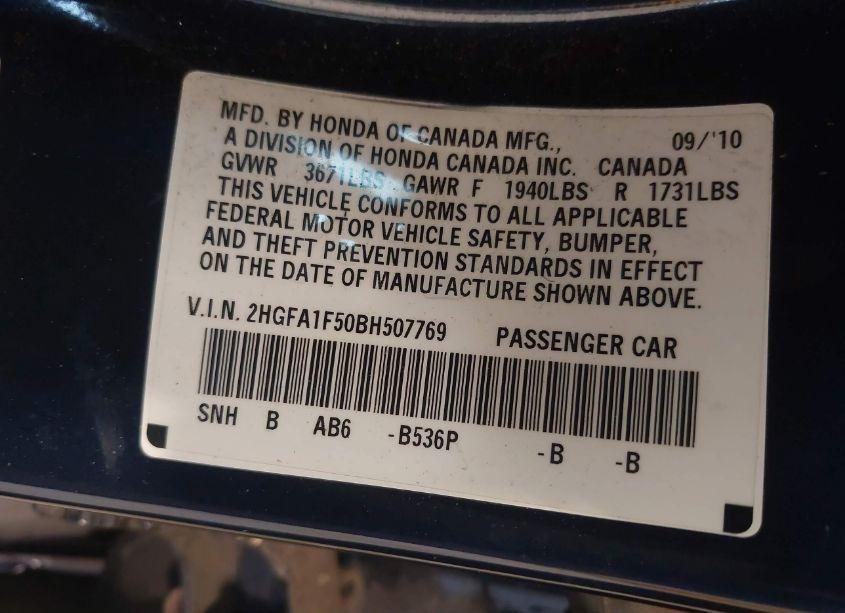 MFD. BY HONDA OF CANADA MFG., 09/'10
A DIVISION OF HONDA CANADA INC. CANADA
GVWR 3671LBS GAWR F 1940LBS R 1731LBS
THIS VEHICLE CONFORMS TO ALL APPLICABLE
FEDERAL MOTOR VEHICLE SAFETY, BUMPER,
AND THEFT PREVENTION STANDARDS IN EFFECT
ON THE DATE OF MANUFACTURE SHOWN ABOVE.
V.I.N. 2HGFA1F50BH507769 PASSENGER CAR
SNH B AB6 -B536P -B -B